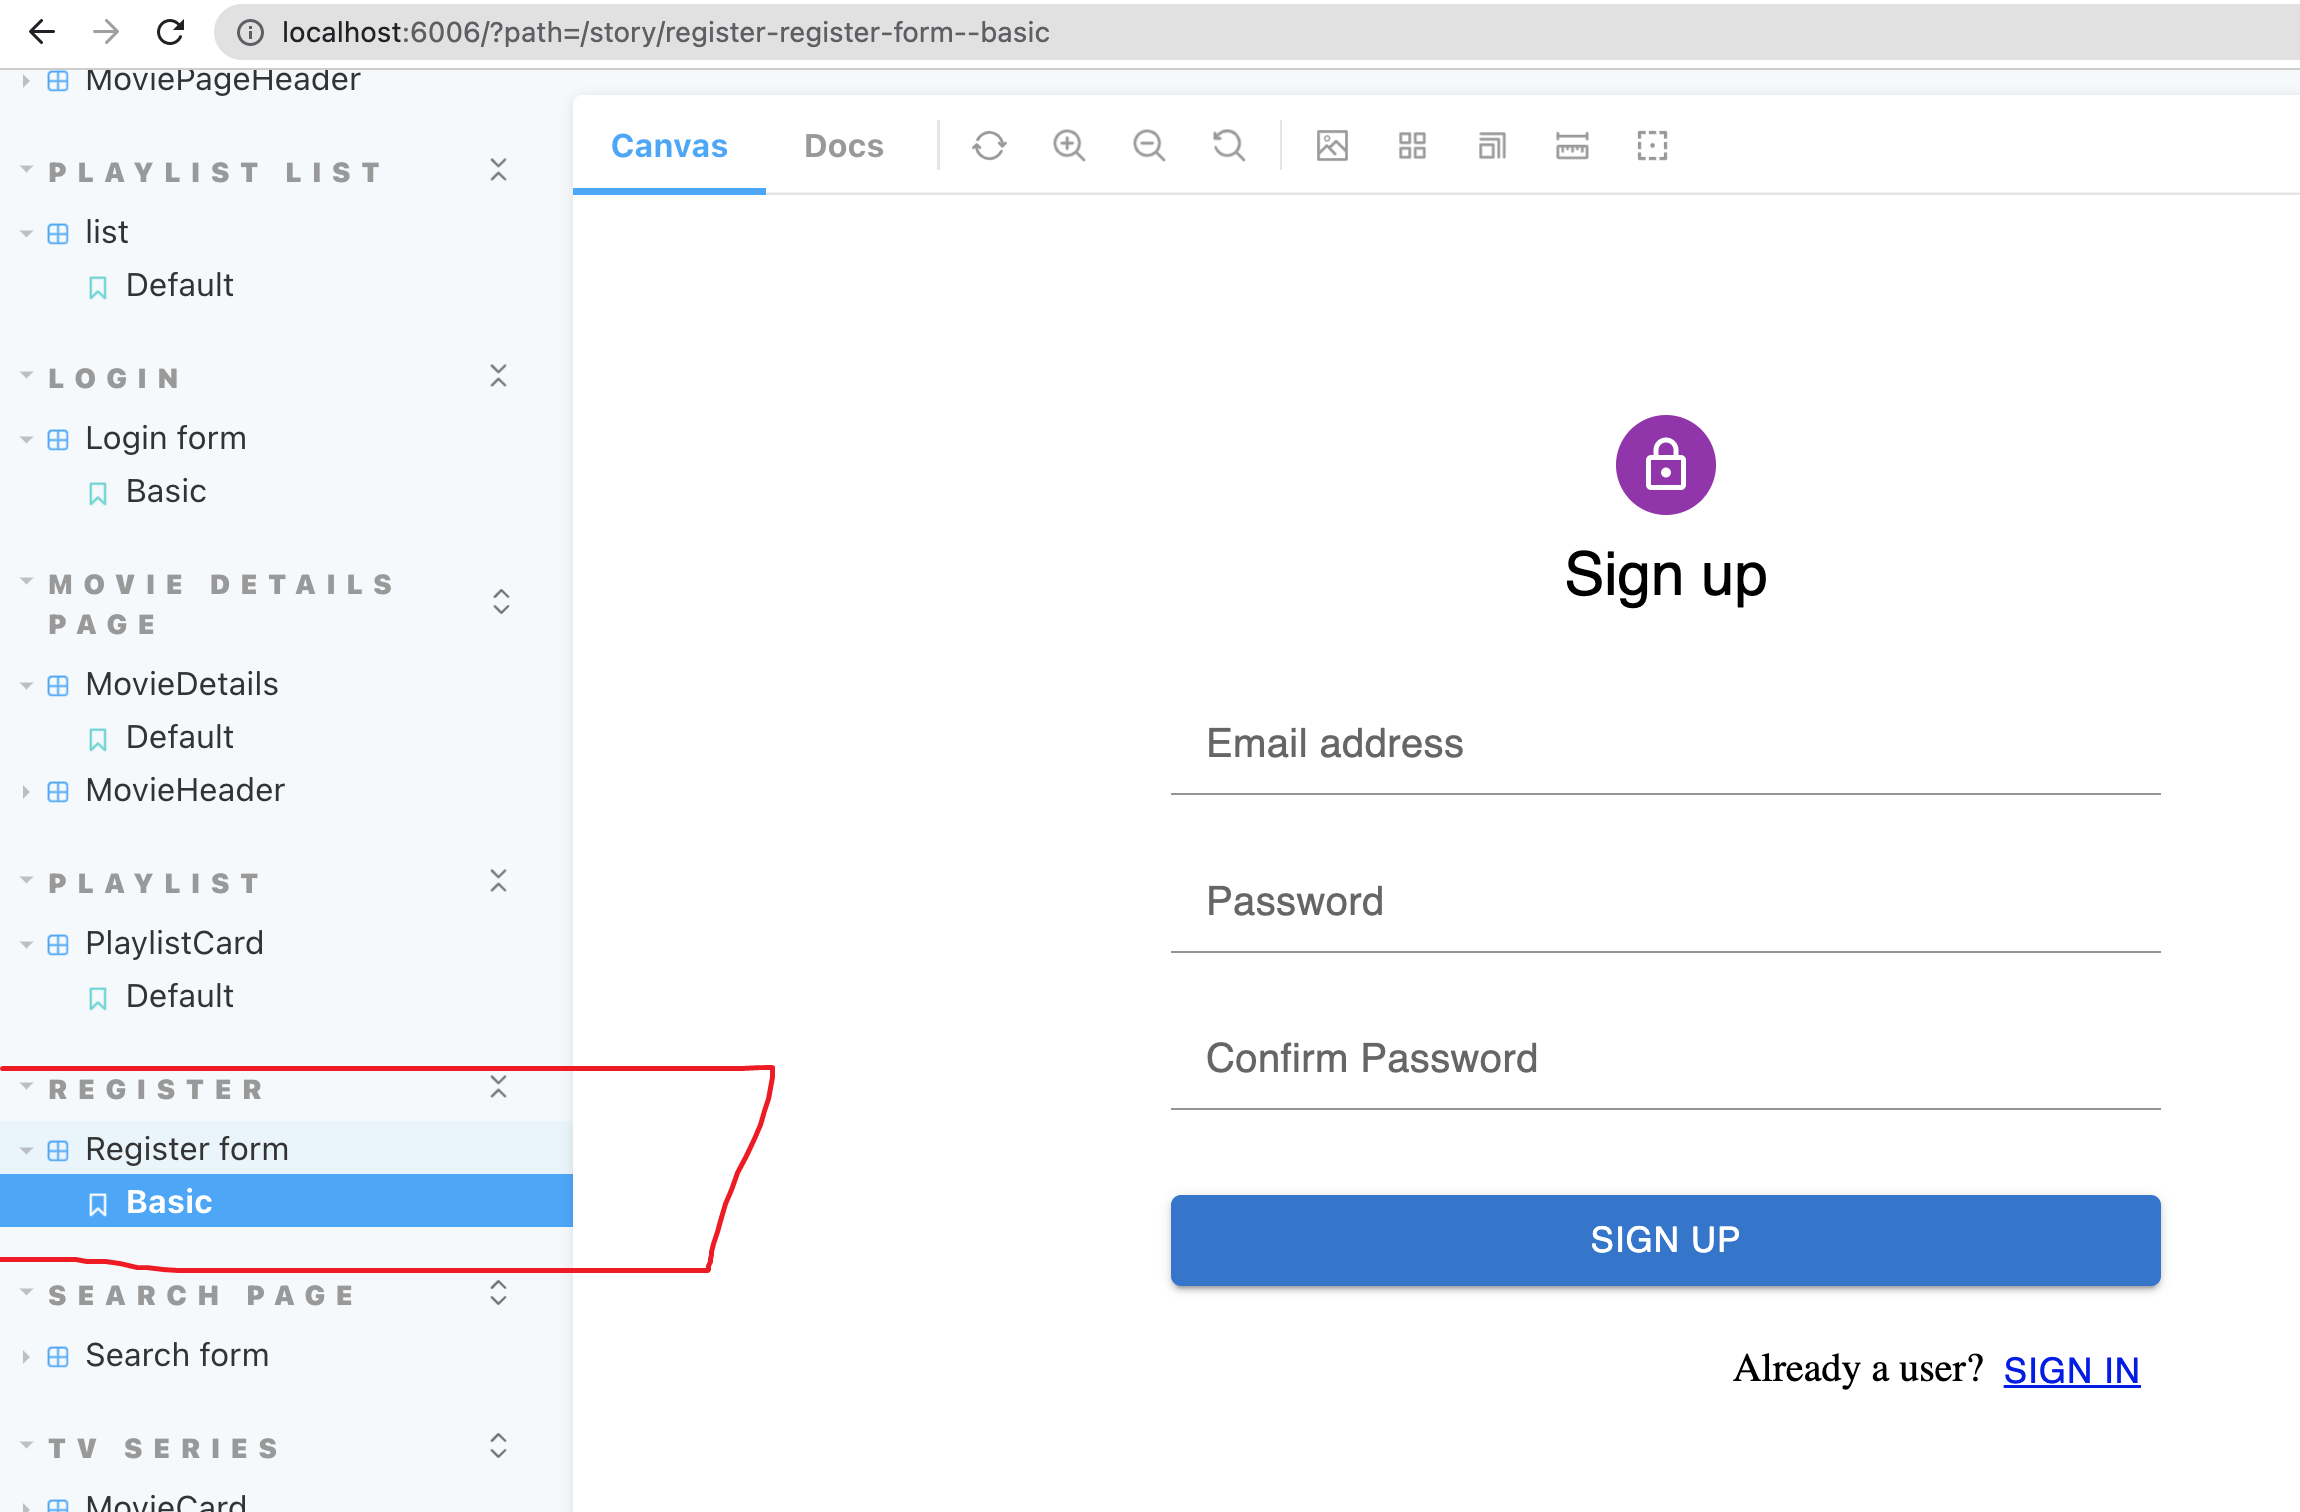 localhost:6006/?path=/story/register-register-form--basic
MoviePageHeader
PLAYLIST LIST
list
Default
LOGIN
Login form
Basic
MOVIE DETAILS
PAGE
MovieDetails
Default
MovieHeader
PLAYLIST
PlaylistCard
Default
REGISTER
Register form
Basic
SEARCH PAGE
Search form
TV SERIES
MovieCard
Canvas Docs
Sign up
Email address
Password
Confirm Password
SIGN UP
Already a user? SIGN IN